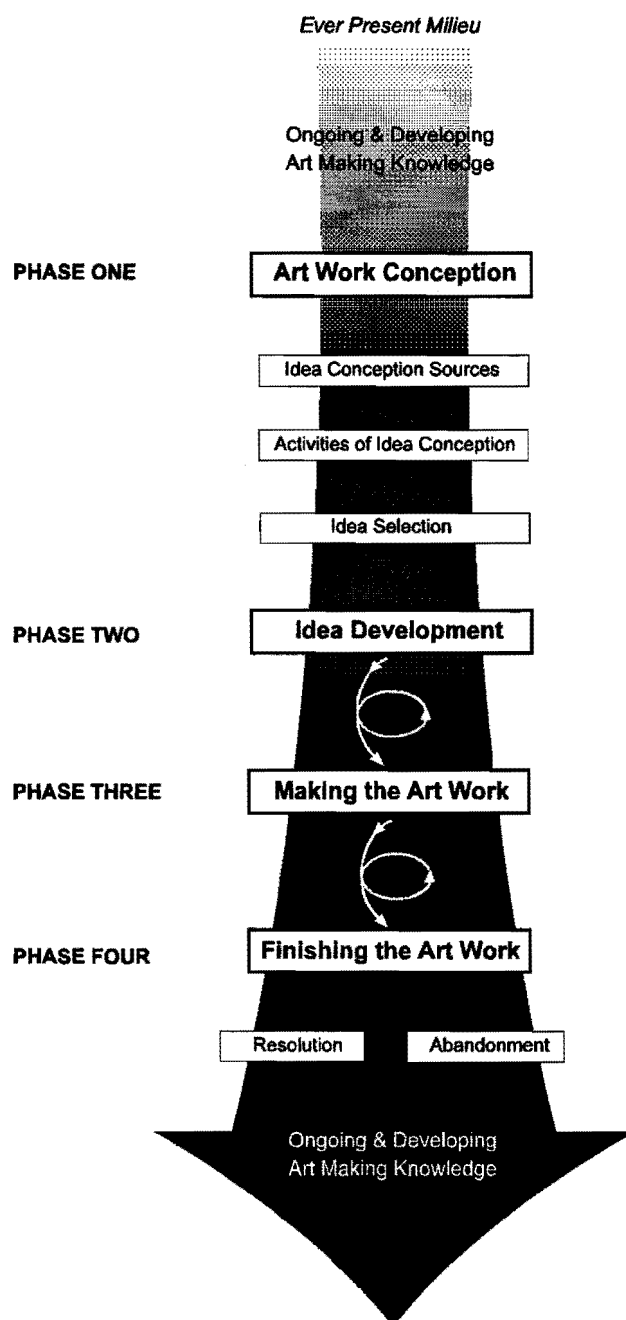 Ever Present Milieu
Ongoing & Developing
Art Making Knowledge
PHASE ONE
Art Work Conception
Idea Conception Sources
Activities of Idea Conception
Idea Selection
PHASE TWO
Idea Development
PHASE THREE
Making the Art Work
PHASE FOUR
Finishing the Art Work
Resolution
Abandonment
Ongoing & Developing
Art Making Knowledge